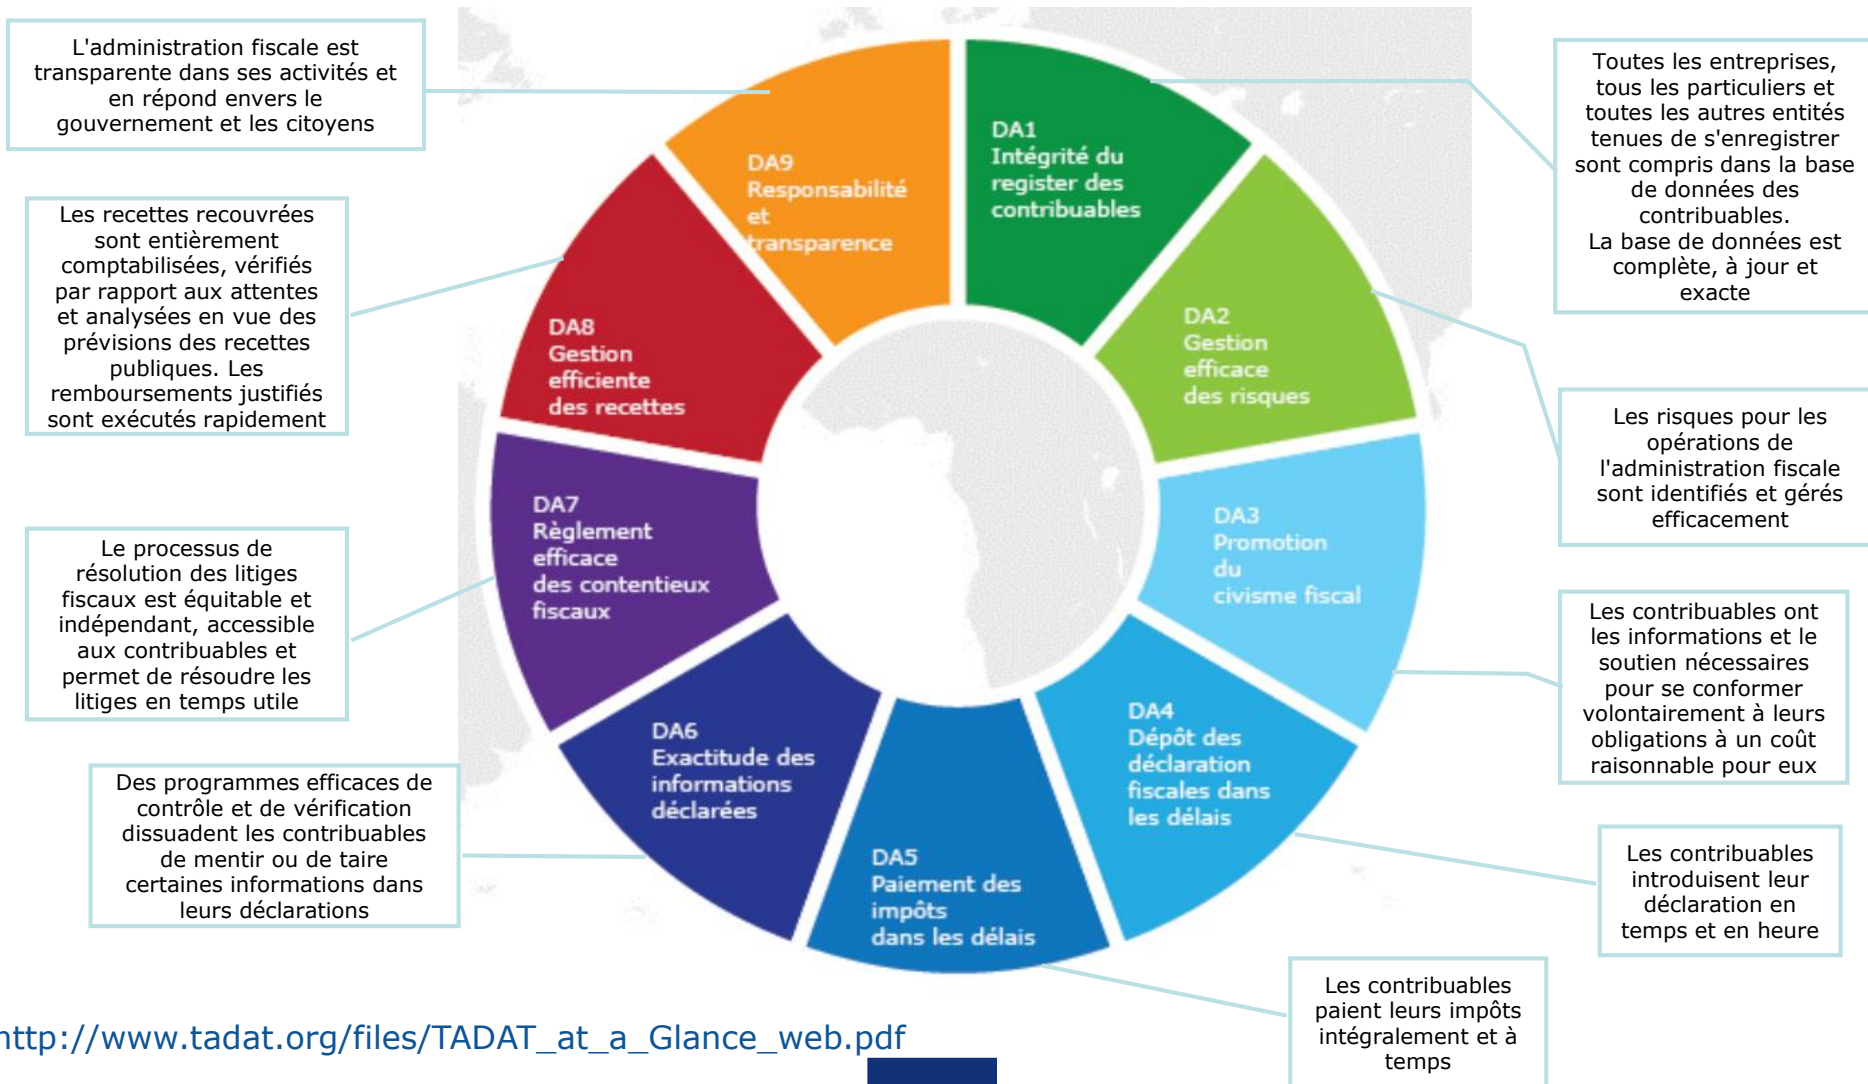 L'administration fiscale est
transparente dans ses activités et
en répond envers le
gouvernement et les citoyens
Les recettes recouvrées
sont entièrement
comptabilisées, vérifiés
par rapport aux attentes
et analysées en vue des
prévisions des recettes
publiques. Les
remboursements justifiés
sont exécutés rapidement
Le processus de
résolution des litiges
fiscaux est équitable et
indépendant, accessible
aux contribuables et
permet de résoudre les
litiges en temps utile
Des programmes efficaces de
contrôle et de vérification
dissuadent les contribuables
de mentir ou de taire
certaines informations dans
leurs déclarations
DA1
Intégrité du
register des
contribuables
DA2
Gestion
efficace
des risques
DA3
Promotion
du
civisme fiscal
DA4
Dépôt des
déclaration
fiscales dans
les délais
DA5
Paiement des
impôts
dans les délais
DA6
Exactitude des
informations
déclarées
DA7
Règlement
efficace
des contentieux
fiscaux
DA8
Gestion
efficiente
des recettes
DA9
Responsabilité
et
transparence
Toutes les entreprises,
tous les particuliers et
toutes les autres entités
tenues de s'enregistrer
sont compris dans la base
de données des
contribuables.
La base de données est
complète, à jour et
exacte
Les risques pour les
opérations de
l'administration fiscale
sont identifiés et gérés
efficacement
Les contribuables ont
les informations et le
soutien nécessaires
pour se conformer
volontairement à leurs
obligations à un coût
raisonnable pour eux
Les contribuables
introduisent leur
déclaration en
temps et en heure
Les contribuables
paient leurs impôts
intégralement et à
temps
http://www.tadat.org/files/TADAT_at_a_Glance_web.pdf